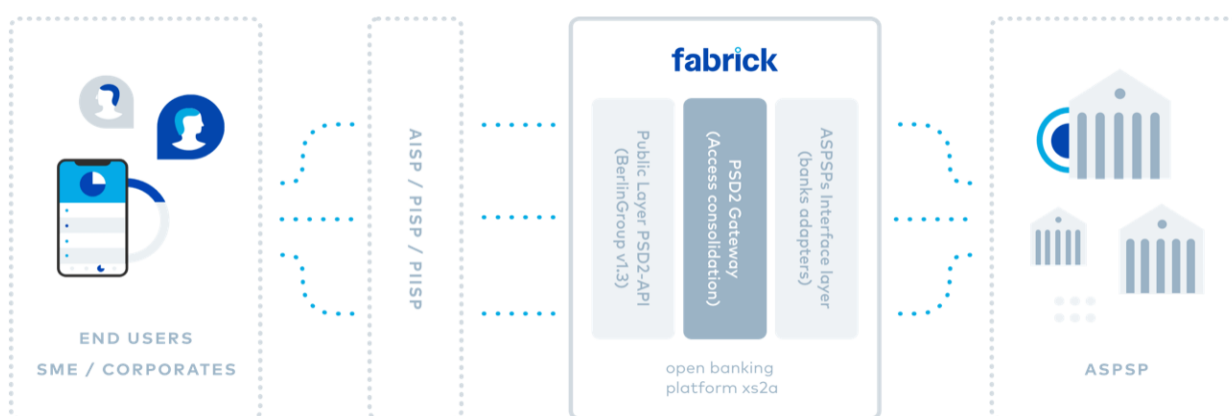 END USERS
SME / CORPORATES
AISP / PISP / PIISP
fabrick
Public Layer PSD2-API
(BerlinGroup v1.3)
PSD2 Gateway
(Access consolidation)
ASPSPs Interface layer
(banks adapters)
open banking
platform xs2a
ASPSP